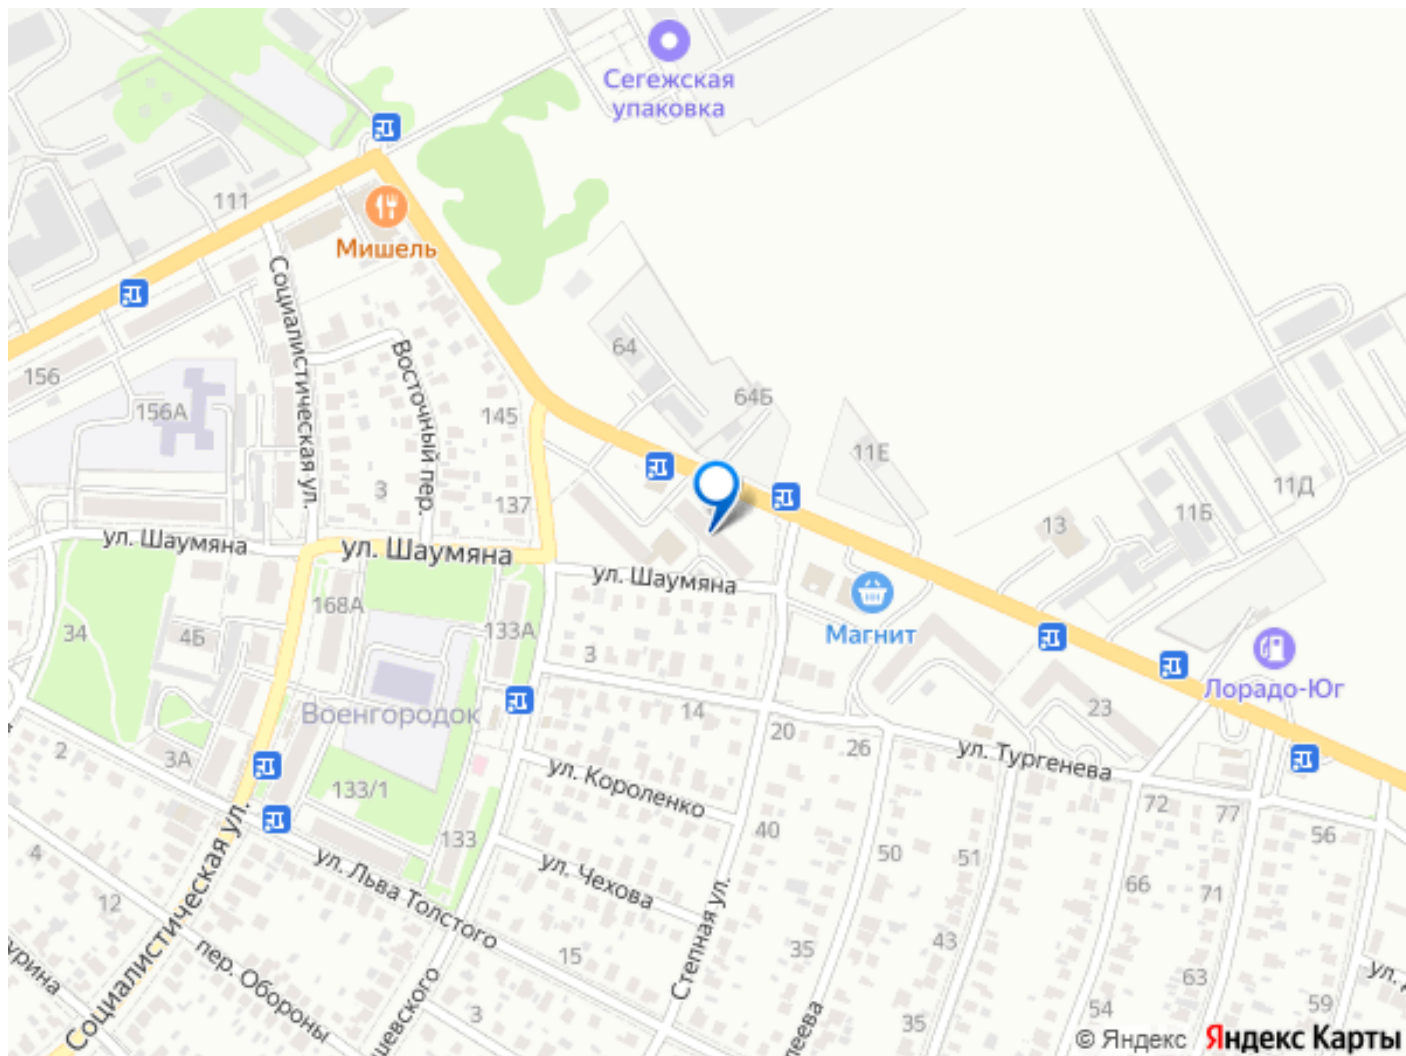 Сегежская
упаковка
111
Мишель
Социалистическая ул.
Восточный пер.
64
156
156А
145
64Б
11Е
3
137
11Д
11Б
13
ул. Шаумяна
ул. Шаумяна
ул. Шаумяна
168А
133А
34
4Б
Магнит
3
Лорадо-Юг
Военгородок
14
23
20
26
ул. Тургенева
2
3А
133/1
ул. Короленко
72
77
56
133
40
ул. Льва Толстого
ул. Чехова
50
51
4
66
71
12
Степная ул.
Социалистическая ул.
пер. Обороны
15
35
43
63
ул.
59
3
54
35
© Яндекс
Яндекс Карты